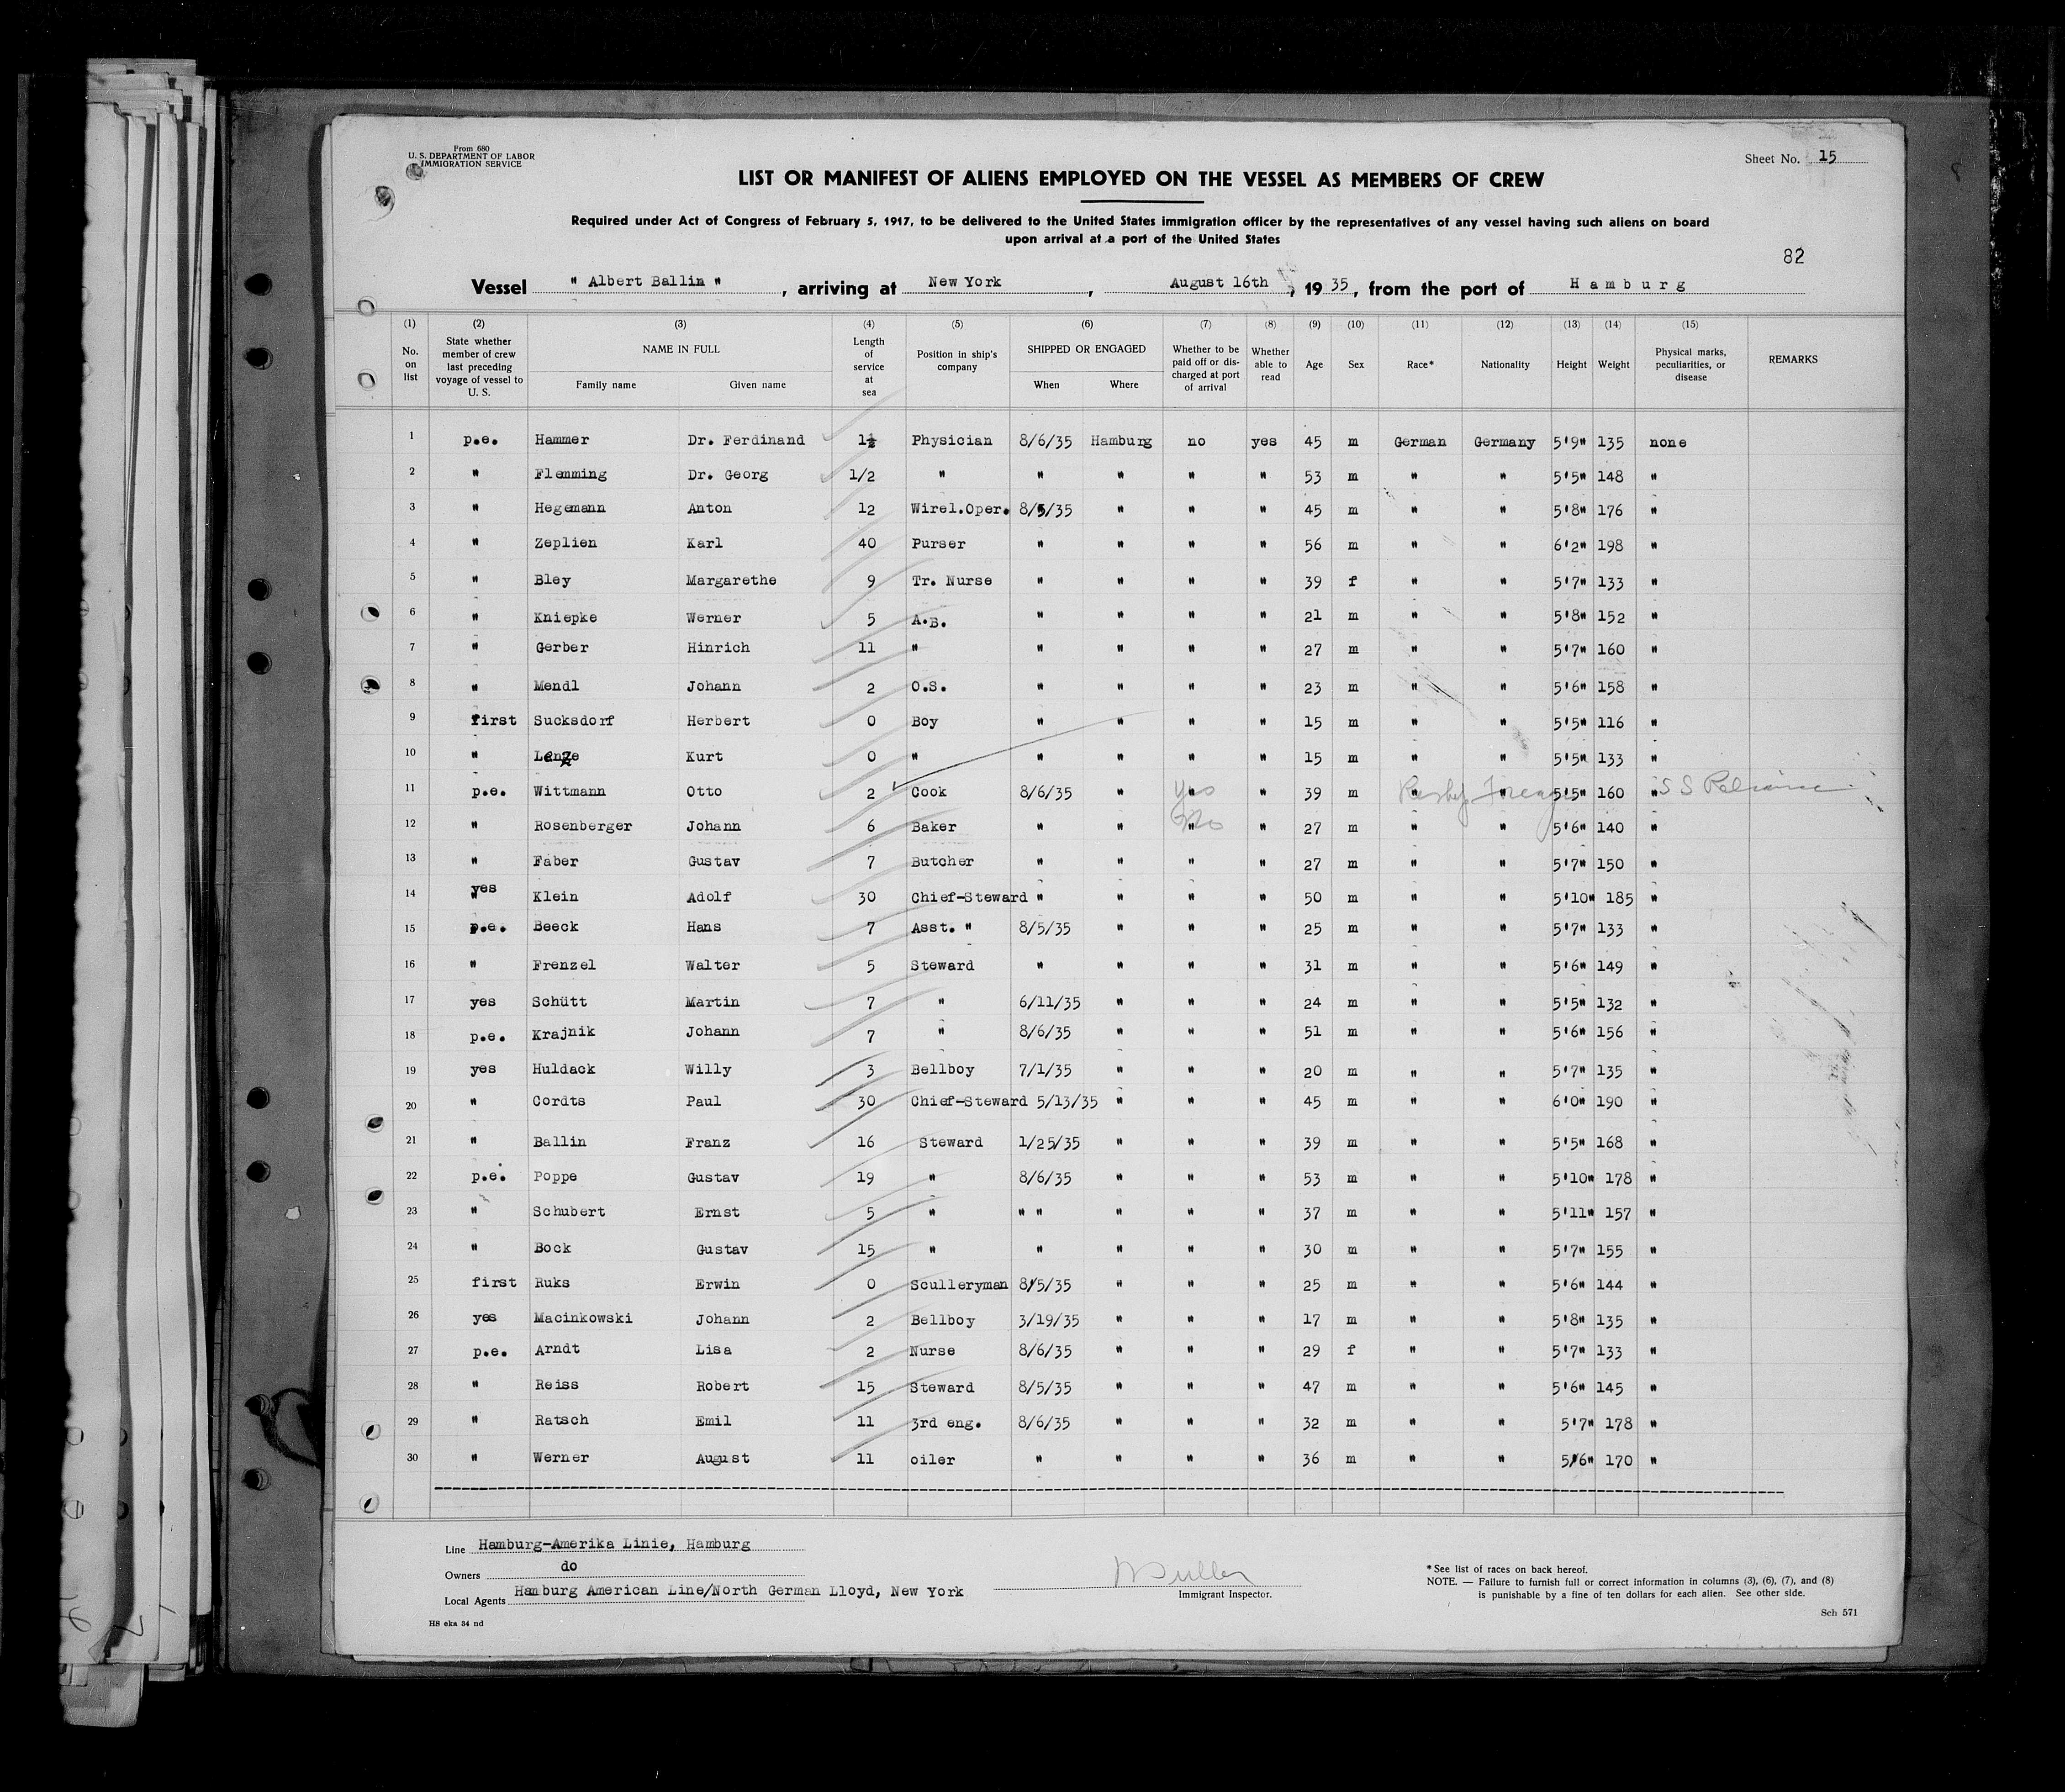 From 680
U. S. DEPARTMENT OF LABOR
IMMIGRATION SERVICE
Sheet No. 15
LIST OR MANIFEST OF ALIENS EMPLOYED ON THE VESSEL AS MEMBERS OF CREW
Required under Act of Congress of February 5, 1917, to be delivered to the United States immigration officer by the representatives of any vessel having such aliens on board
upon arrival at a port of the United States
82
Vessel " Albert Ballin " , arriving at New York , August 16th , 19 35, from the port of Hamburg
(1) (2) (3) (4) (5) (6) (7) (8) (9) (10) (11) (12) (13) (14) (15)
No. on list State whether member of crew last preceding voyage of vessel to U. S. NAME IN FULL Family name Given name Length of service at sea Position in ship's company SHIPPED OR ENGAGED When Where Whether to be paid off or discharged at port of arrival Whether able to read Age Sex Race* Nationality Height Weight Physical marks, peculiarities, or disease REMARKS
1 p.e. Hammer Dr. Ferdinand 1½ Physician 8/6/35 Hamburg no yes 45 m German Germany 5'9" 135 none
2 " Flemming Dr. Georg 1/2 " " " " " 53 m " " 5'5" 148 "
3 " Hegemann Anton 12 Wirel.Oper. 8/5/35 " " " 45 m " " 5'8" 176 "
4 " Zeplien Karl 40 Purser " " " " 56 m " " 6'2" 198 "
5 " Bley Margarethe 9 Tr. Nurse " " " " 39 f " " 5'7" 133 "
6 " Kniepke Werner 5 A.B. " " " " 21 m " " 5'8" 152 "
7 " Gerber Hinrich 11 " " " " " 27 m " " 5'7" 160 "
8 " Mendl Johann 2 O.S. " " " " 23 m " " 5'6" 158 "
9 first Sucksdorf Herbert 0 Boy " " " " 15 m " " 5'5" 116 "
10 " Lenze Kurt 0 " " " " " 15 m " " 5'5" 133 "
11 p.e. Wittmann Otto 2 Cook 8/6/35 " " yes " 39 m " " 5'5" 160 " S S Reliance
12 " Rosenberger Johann 6 Baker " " " No " 27 m " " 5'6" 140 "
13 " Faber Gustav 7 Butcher " " " " 27 m " " 5'7" 150 "
14 yes " Klein Adolf 30 Chief-Steward " " " " 50 m " " 5'10" 185 "
15 p.e. Beeck Hans 7 Asst. " 8/5/35 " " " 25 m " " 5'7" 133 "
16 " Frenzel Walter 5 Steward " " " " 31 m " " 5'6" 149 "
17 yes Schütt Martin 7 " 6/11/35 " " " 24 m " " 5'5" 132 "
18 p.e. Krajnik Johann 7 " 8/6/35 " " " 51 m " " 5'6" 156 "
19 yes Huldack Willy 3 Bellboy 7/1/35 " " " 20 m " " 5'7" 135 "
20 " Cordts Paul 30 Chief-Steward 5/13/35 " " " 45 m " " 6'0" 190 "
21 " Ballin Franz 16 Steward 1/25/35 " " " 39 m " " 5'5" 168 "
22 p.e. Poppe Gustav 19 " 8/6/35 " " " 53 m " " 5'10" 178 "
23 " Schubert Ernst 5 " " " " " " 37 m " " 5'11" 157 "
24 " Bock Gustav 15 " " " " " 30 m " " 5'7" 155 "
25 first Ruks Erwin 0 Sculleryman 8/5/35 " " " 25 m " " 5'6" 144 "
26 yes Macinkowski Johann 2 Bellboy 3/19/35 " " " 17 m " " 5'8" 135 "
27 p.e. Arndt Lisa 2 Nurse 8/6/35 " " " 29 f " " 5'7" 133 "
28 " Reiss Robert 15 Steward 8/5/35 " " " 47 m " " 5'6" 145 "
29 " Ratsch Emil 11 3rd eng. 8/6/35 " " " 32 m " " 5'7" 178 "
30 " Werner August 11 oiler " " " " 36 m " " 5'6" 170 "
Line Hamburg-Amerika Linie, Hamburg
Owners do
Local Agents Hamburg American Line/North German Lloyd, New York
Immigrant Inspector.
* See list of races on back hereof.
NOTE. — Failure to furnish full or correct information in columns (3), (6), (7), and (8)
is punishable by a fine of ten dollars for each alien. See other side.
HS eka 34 nd
Sch 571